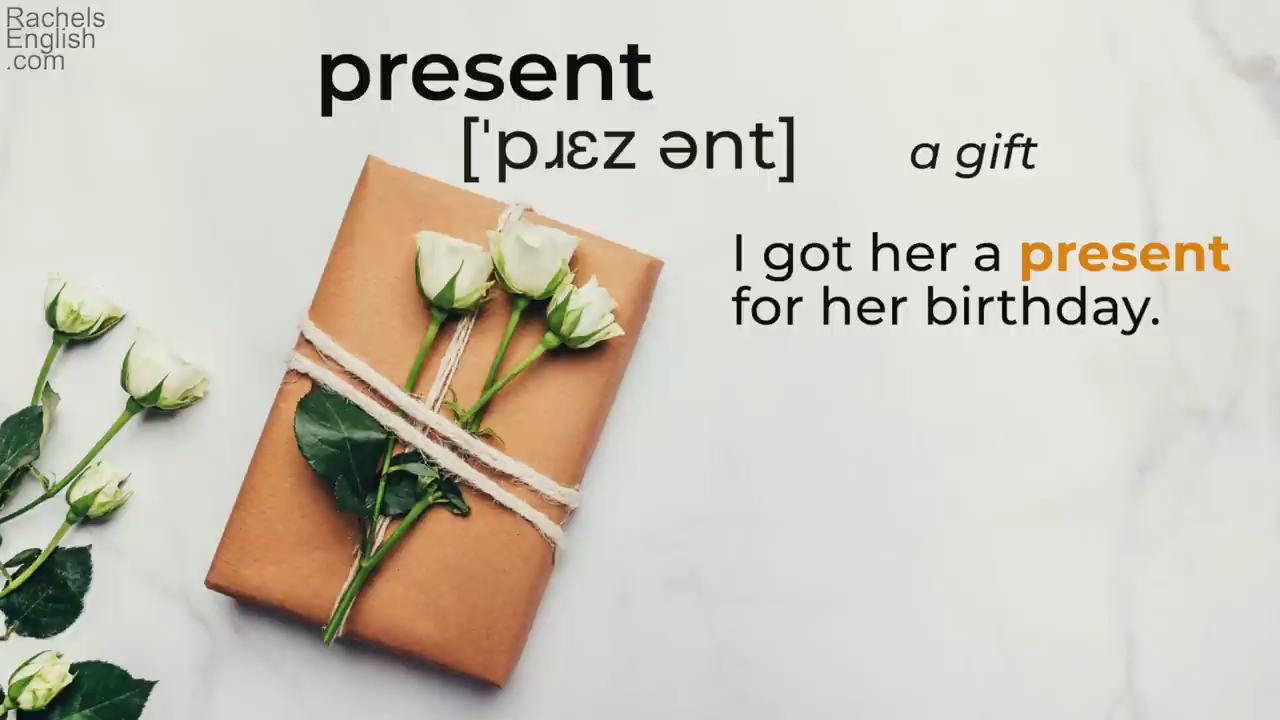 Rachels
English
.com
present
[ˈpɹɛz ənt]
a gift
I got her a present
for her birthday.